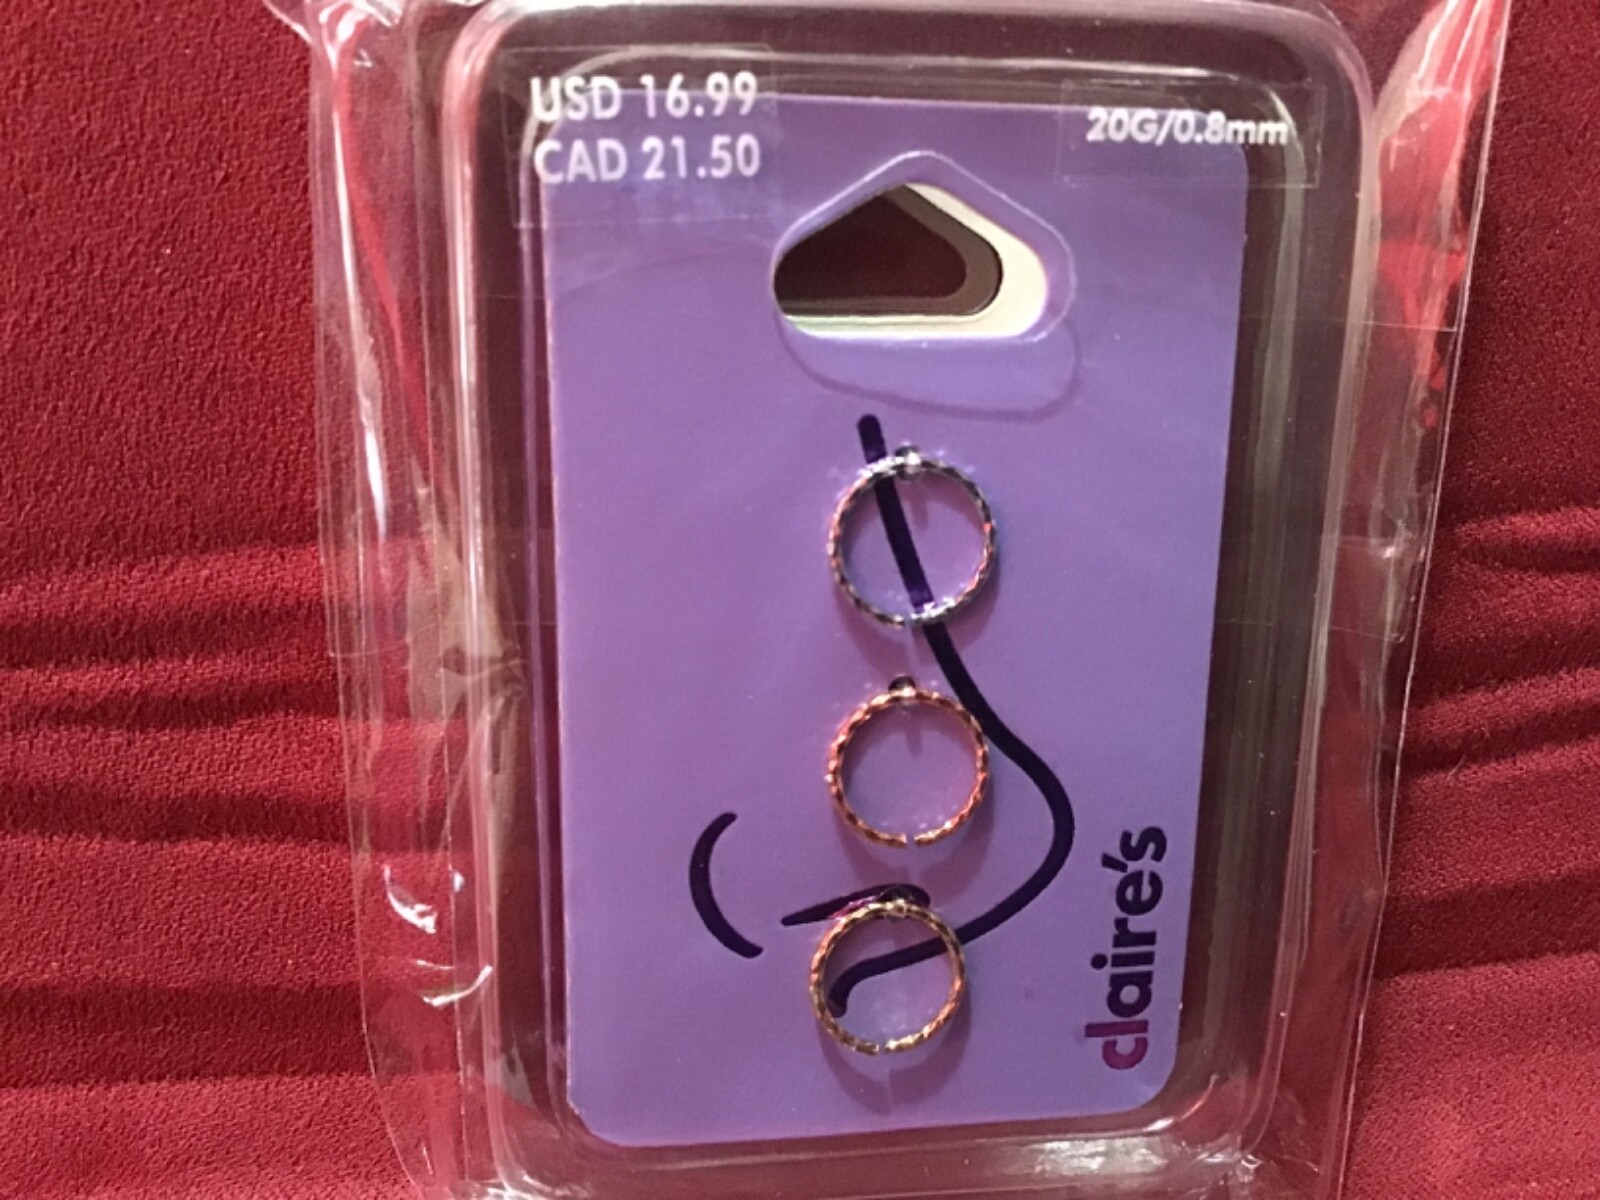 USD 16.99
CAD 21.50
20G/0.8mm
claire's